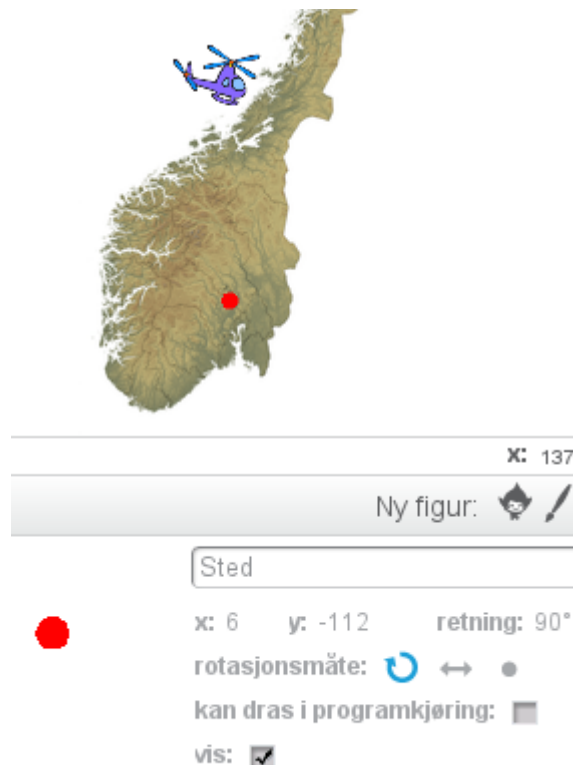 x: 137
Ny figur:
Sted
x: 6 y: -112 retning: 90°
rotasjonsmåte:
kan dras i programkjøring:
vis: